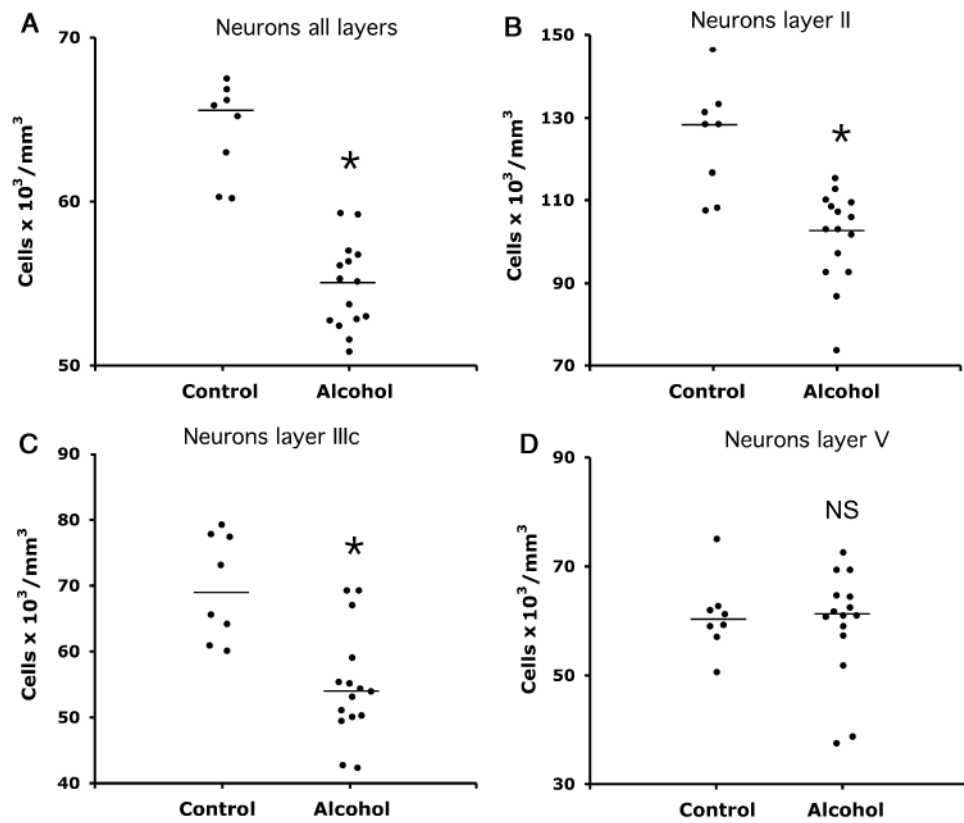 A
Neurons all layers
70
60
50
Cells x 10³/mm³
*
Control Alcohol
B
Neurons layer II
150
130
110
90
70
Cells x 10³/mm³
*
Control Alcohol
C
Neurons layer IIIc
90
80
70
60
50
40
Cells x 10³/mm³
*
Control Alcohol
D
Neurons layer V
90
70
50
30
Cells x 10³/mm³
NS
Control Alcohol